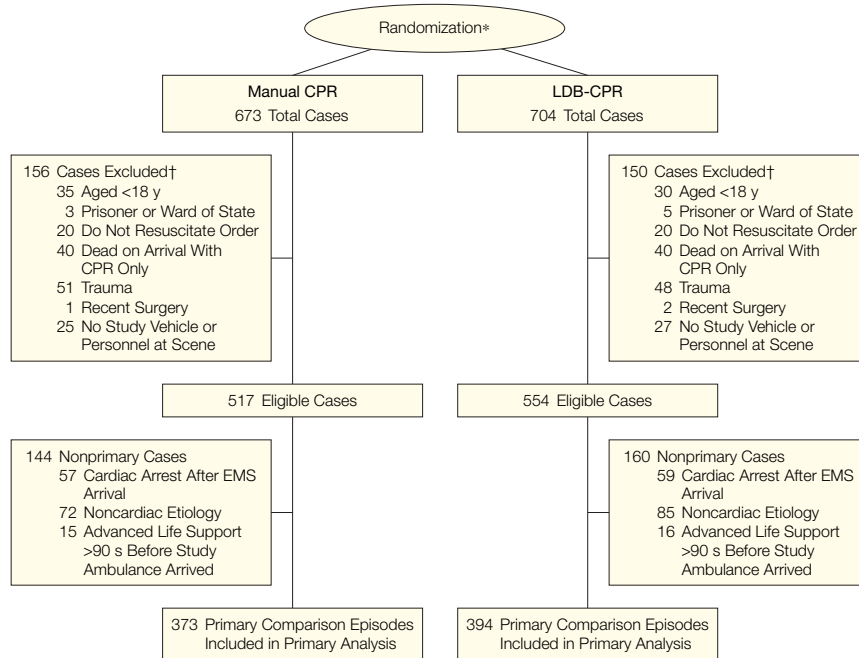 Randomization*
Manual CPR
673 Total Cases
LDB-CPR
704 Total Cases
156 Cases Excluded†
35 Aged <18 y
3 Prisoner or Ward of State
20 Do Not Resuscitate Order
40 Dead on Arrival With
CPR Only
51 Trauma
1 Recent Surgery
25 No Study Vehicle or
Personnel at Scene
150 Cases Excluded†
30 Aged <18 y
5 Prisoner or Ward of State
20 Do Not Resuscitate Order
40 Dead on Arrival With
CPR Only
48 Trauma
2 Recent Surgery
27 No Study Vehicle or
Personnel at Scene
517 Eligible Cases
554 Eligible Cases
144 Nonprimary Cases
57 Cardiac Arrest After EMS
Arrival
72 Noncardiac Etiology
15 Advanced Life Support
>90 s Before Study
Ambulance Arrived
160 Nonprimary Cases
59 Cardiac Arrest After EMS
Arrival
85 Noncardiac Etiology
16 Advanced Life Support
>90 s Before Study
Ambulance Arrived
373 Primary Comparison Episodes
Included in Primary Analysis
394 Primary Comparison Episodes
Included in Primary Analysis